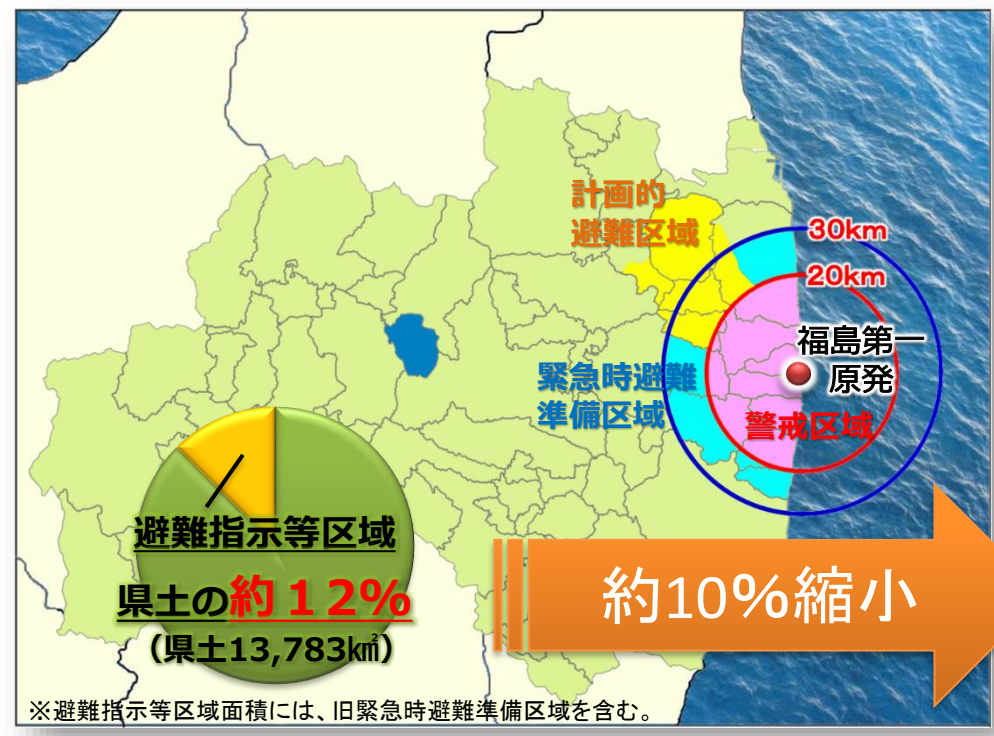 計画的
避難区域
30km
20km
福島第一
原発
緊急時避難
準備区域
警戒区域
避難指示等区域
県土の約１２％
（県土13,783㎢）
約10％縮小
※避難指示等区域面積には、旧緊急時避難準備区域を含む。